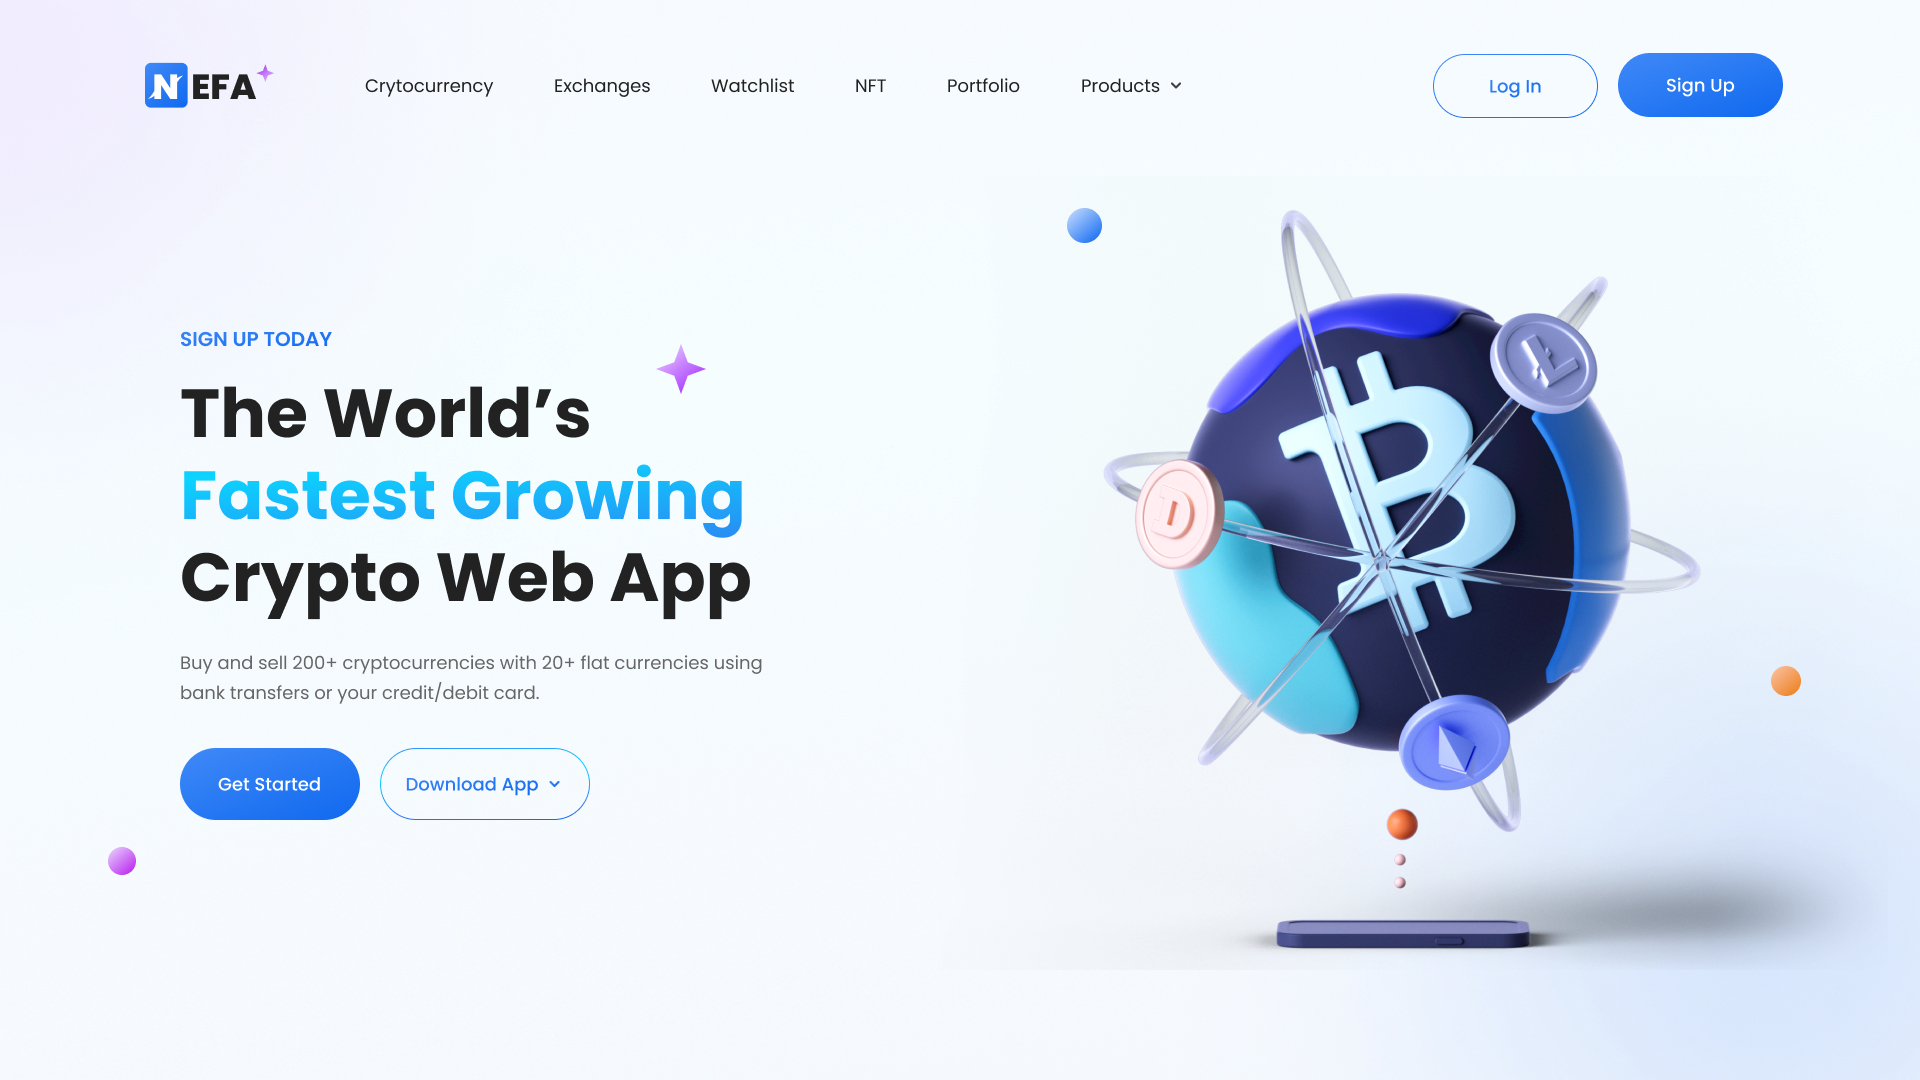 NEFA
Crytocurrency Exchanges Watchlist NFT Portfolio Products
Log In
Sign Up
SIGN UP TODAY
The World’s
Fastest Growing
Crypto Web App
Buy and sell 200+ cryptocurrencies with 20+ flat currencies using
bank transfers or your credit/debit card.
Get Started
Download App